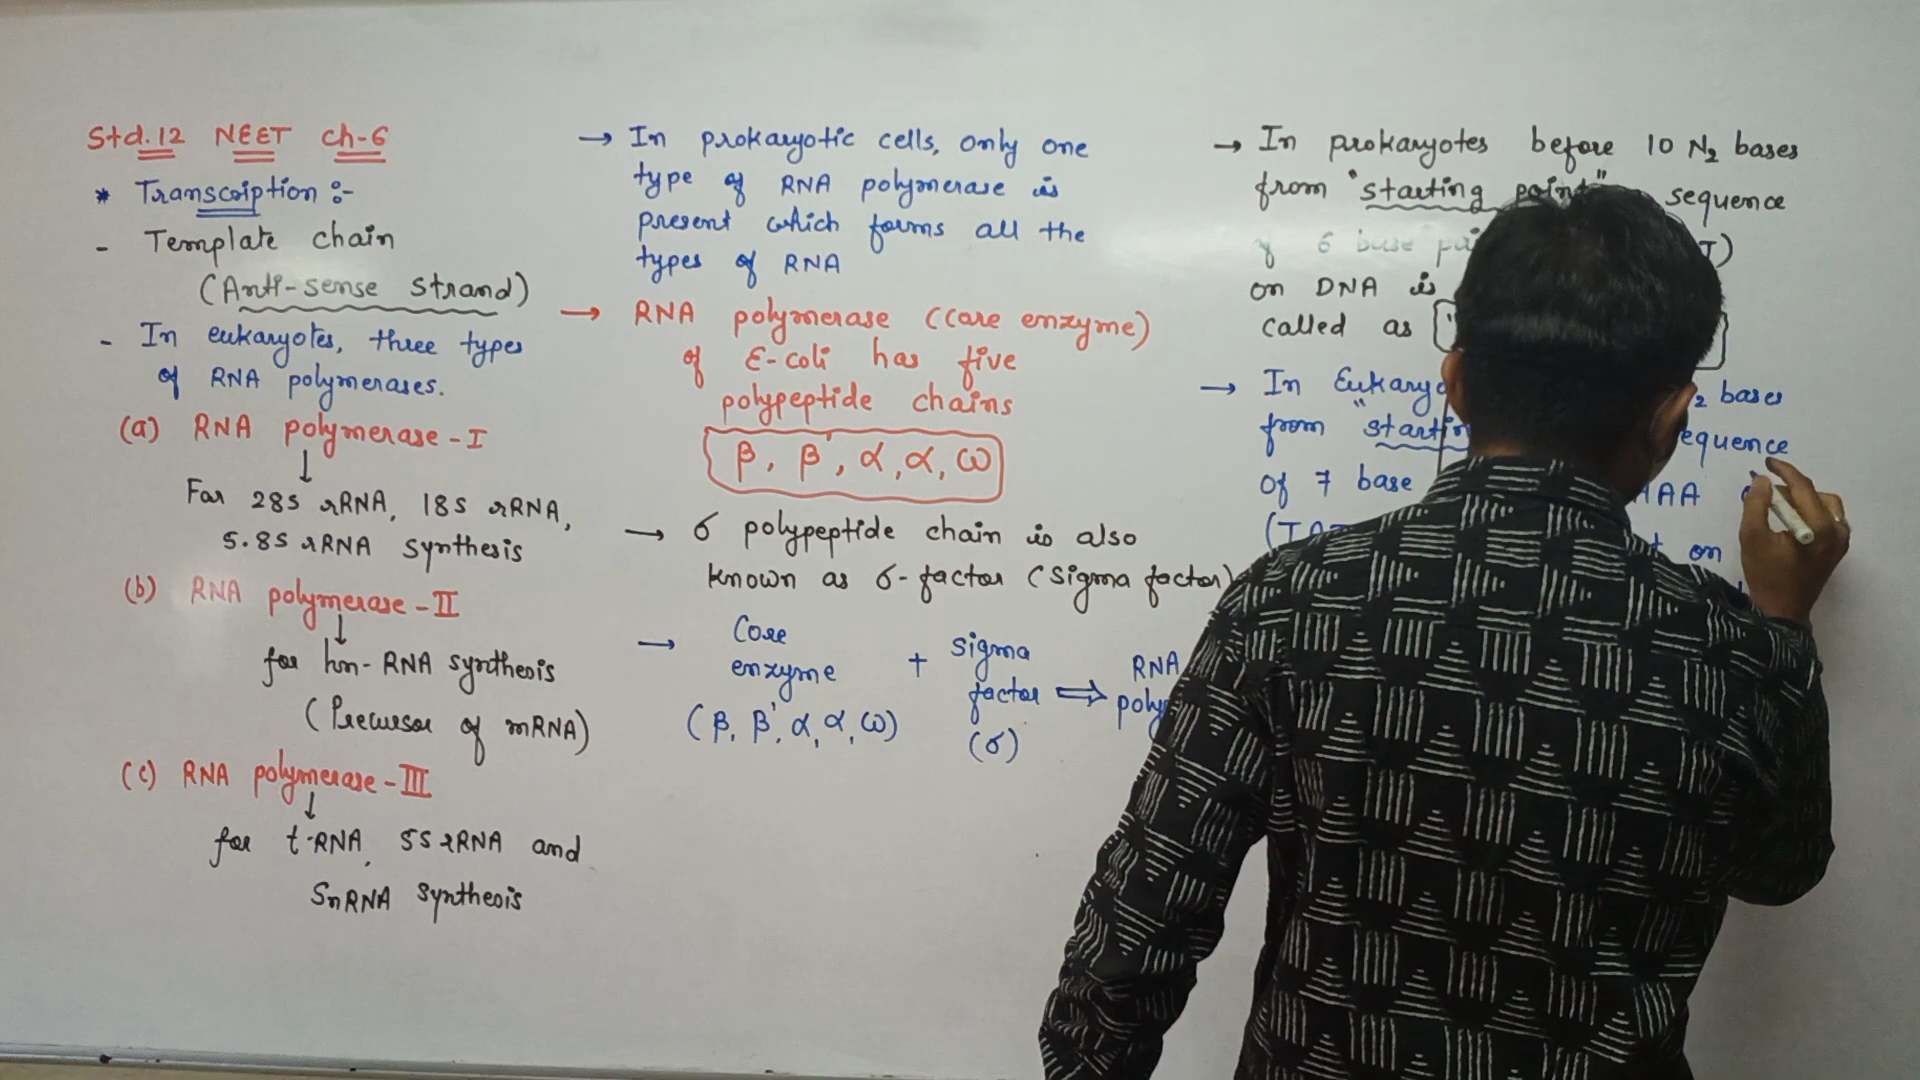 Std.12 NEET ch-6
* Transcription :-
- Template chain
(Anti-sense strand)
- In eukaryotes, three types
of RNA polymerases.
(a) RNA polymerase-I
↓
For 28S rRNA, 18S rRNA,
5.8S rRNA synthesis
(b) RNA polymerase-II
↓
for hn-RNA synthesis
(Precursor of mRNA)
(c) RNA polymerase-III
↓
for t-RNA, 5S rRNA and
SnRNA synthesis
→ In prokaryotic cells, only one
type of RNA polymerase is
present which forms all the
types of RNA
→ RNA polymerase (core enzyme)
of E-coli has five
polypeptide chains
β, β', α, α, ω
→ σ polypeptide chain is also
known as σ-factor (sigma factor)
→ Core enzyme + sigma factor ⇒ RNA
(β, β', α, α, ω) (σ)
→ In prokaryotes before 10 N₂ bases
from "starting point" sequence
of 6 base
on DNA is
called as
→ In bases
from
of 7 base AA
on